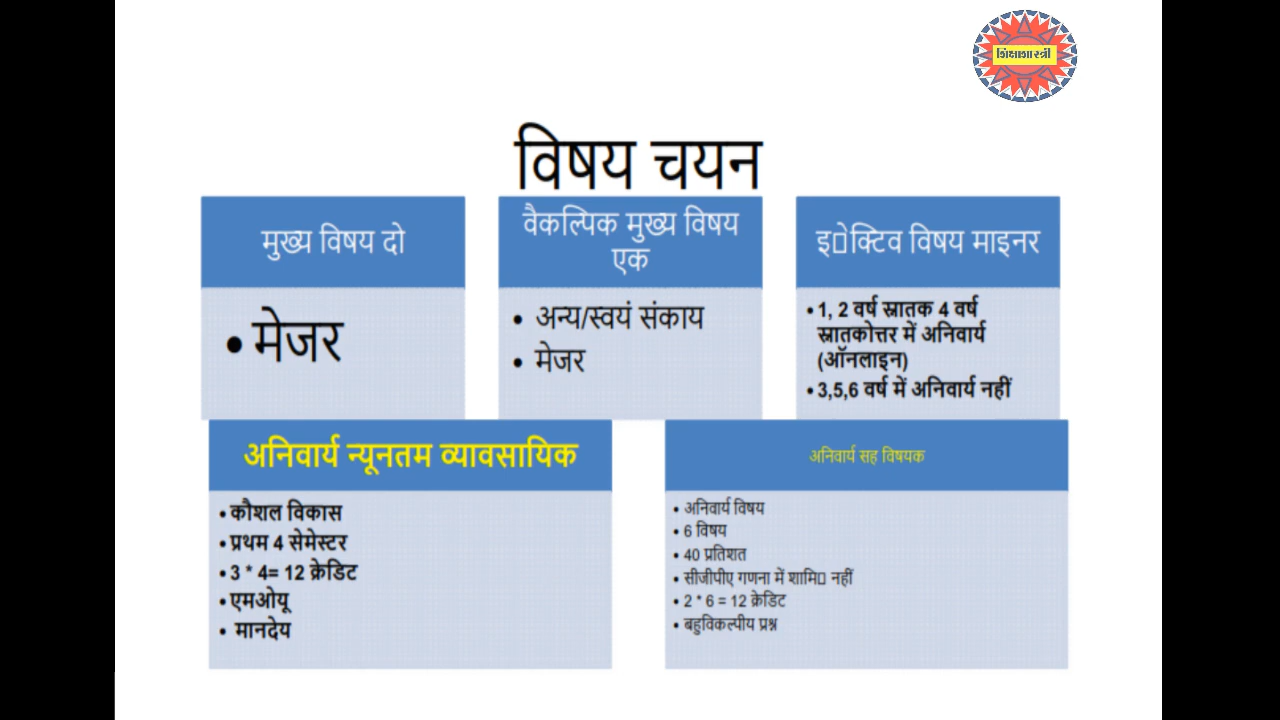 शिक्षाशास्त्री
विषय चयन
मुख्य विषय दो
• मेजर
वैकल्पिक मुख्य विषय
एक
• अन्य/स्वयं संकाय
• मेजर
इ▯ेक्टिव विषय माइनर
• 1, 2 वर्ष स्नातक 4 वर्ष
स्नातकोत्तर में अनिवार्य
(ऑनलाइन)
• 3,5,6 वर्ष में अनिवार्य नहीं
अनिवार्य न्यूनतम व्यावसायिक
• कौशल विकास
• प्रथम 4 सेमेस्टर
• 3 * 4= 12 क्रेडिट
• एमओयू
• मानदेय
अनिवार्य सह विषयक
• अनिवार्य विषय
• 6 विषय
• 40 प्रतिशत
• सीजीपीए गणना में शामि▯ नहीं
• 2 * 6 = 12 क्रेडिट
• बहुविकल्पीय प्रश्न